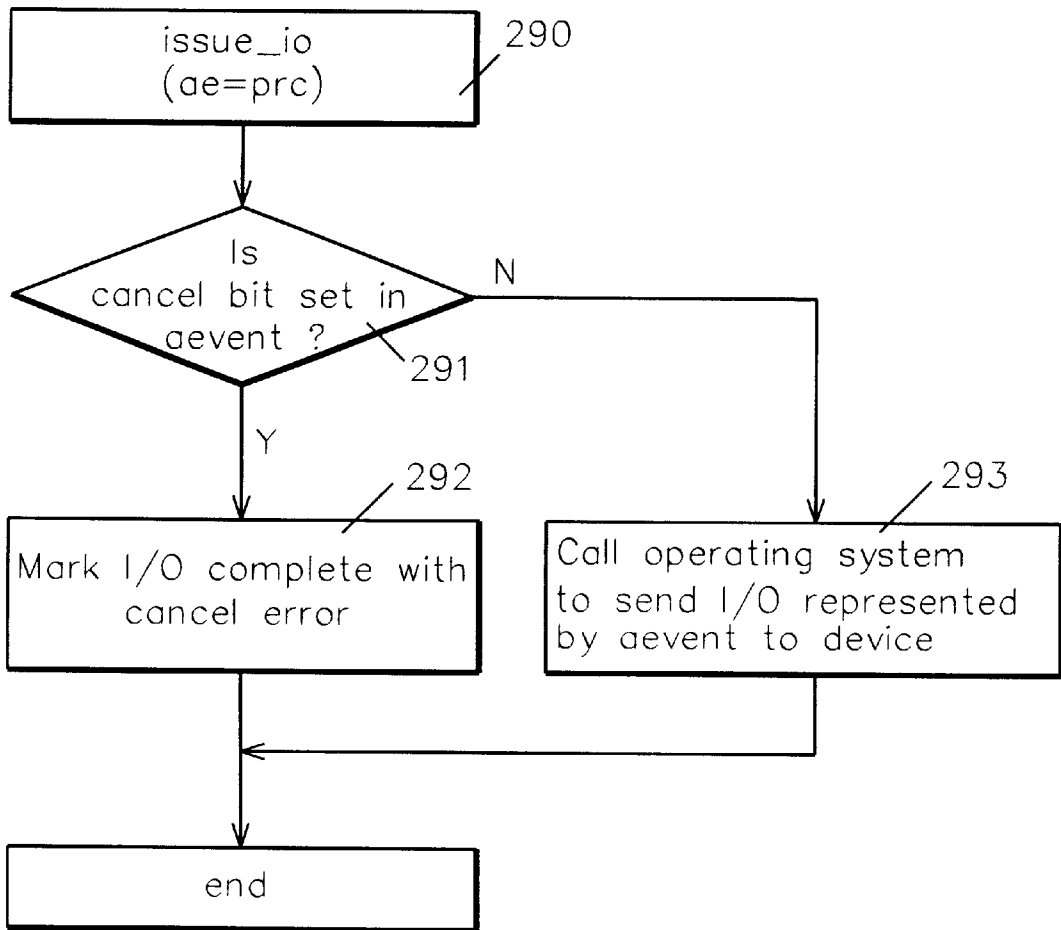 issue_io
(ae=prc)
290
Is
cancel bit set in
aevent ?
291
N
Y
292
Mark I/O complete with
cancel error
293
Call operating system
to send I/O represented
by aevent to device
end